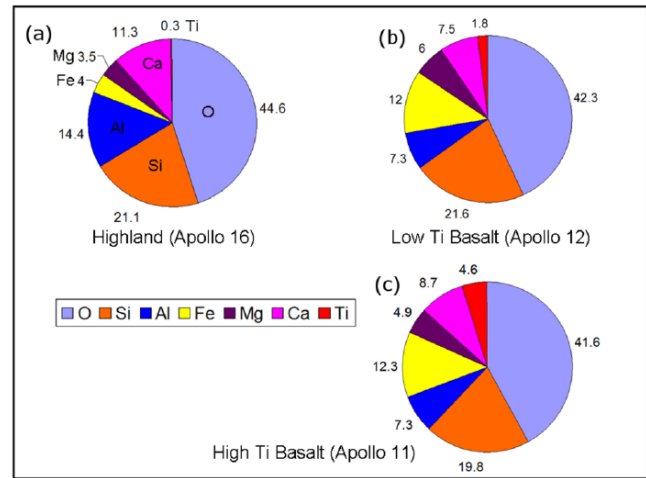 (a)
0.3 Ti
11.3
Mg 3.5
Ca
Fe 4
O
44.6
14.4
Al
Si
21.1
Highland (Apollo 16)
(b)
1.8
7.5
6
12
42.3
7.3
21.6
Low Ti Basalt (Apollo 12)
O Si Al Fe Mg Ca Ti
(c)
4.6
8.7
4.9
41.6
12.3
7.3
19.8
High Ti Basalt (Apollo 11)